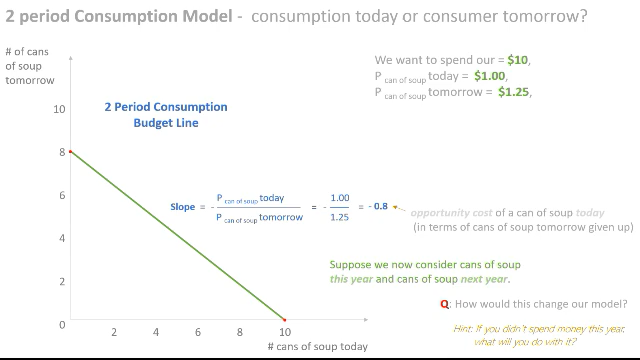 2 period Consumption Model - consumption today or consumer tomorrow?
# of cans
of soup
tomorrow
We want to spend our = $10,
P can of soup today = $1.00,
P can of soup tomorrow = $1.25,
2 Period Consumption
Budget Line
10
8
6
4
2
0
Slope = - P can of soup today / P can of soup tomorrow = - 1.00 / 1.25 = - 0.8
opportunity cost of a can of soup today
(in terms of cans of soup tomorrow given up)
Suppose we now consider cans of soup
this year and cans of soup next year.
Q: How would this change our model?
Hint: If you didn't spend money this year,
what will you do with it?
2 4 6 8 10
# cans of soup today